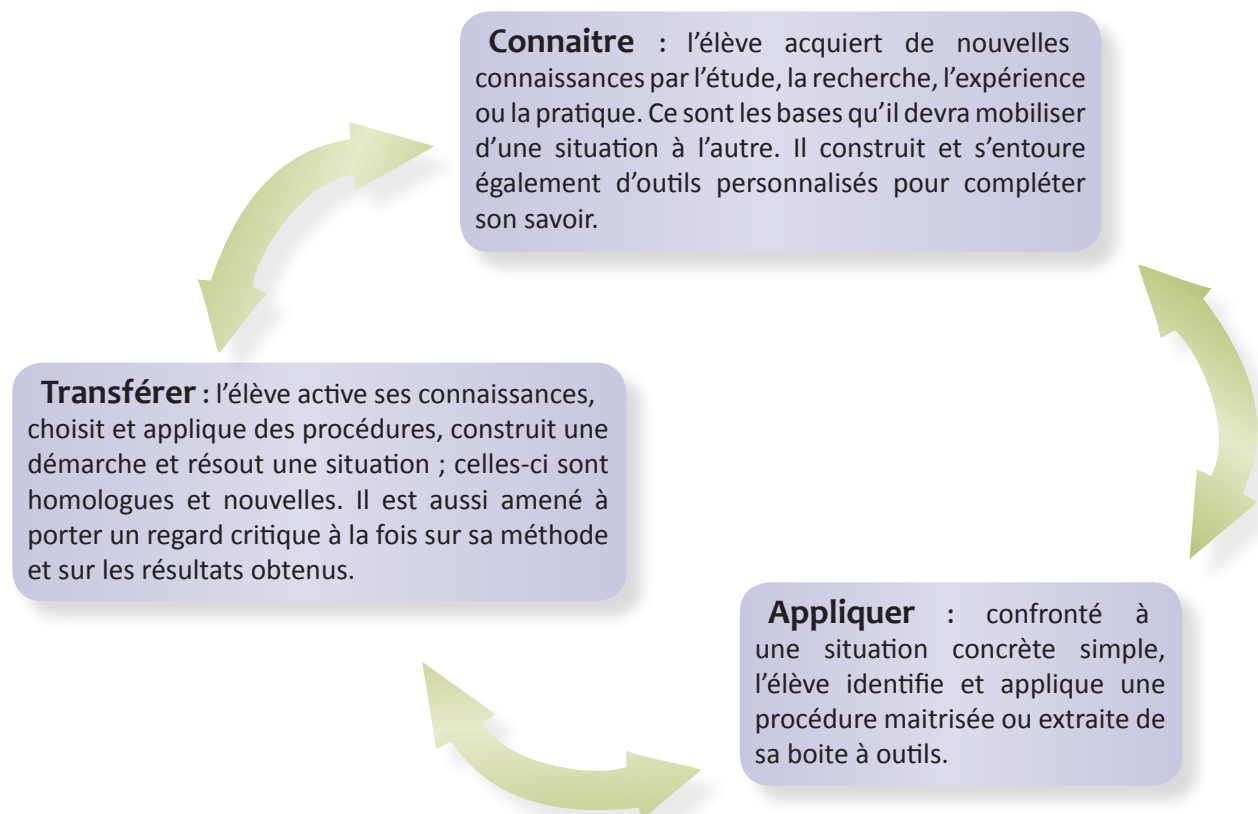 Connaitre : l’élève acquiert de nouvelles
connaissances par l’étude, la recherche, l’expérience
ou la pratique. Ce sont les bases qu’il devra mobiliser
d’une situation à l’autre. Il construit et s’entoure
également d’outils personnalisés pour compléter
son savoir.
Transférer : l’élève active ses connaissances,
choisit et applique des procédures, construit une
démarche et résout une situation ; celles-ci sont
homologues et nouvelles. Il est aussi amené à
porter un regard critique à la fois sur sa méthode
et sur les résultats obtenus.
Appliquer : confronté à
une situation concrète simple,
l’élève identifie et applique une
procédure maitrisée ou extraite de
sa boite à outils.